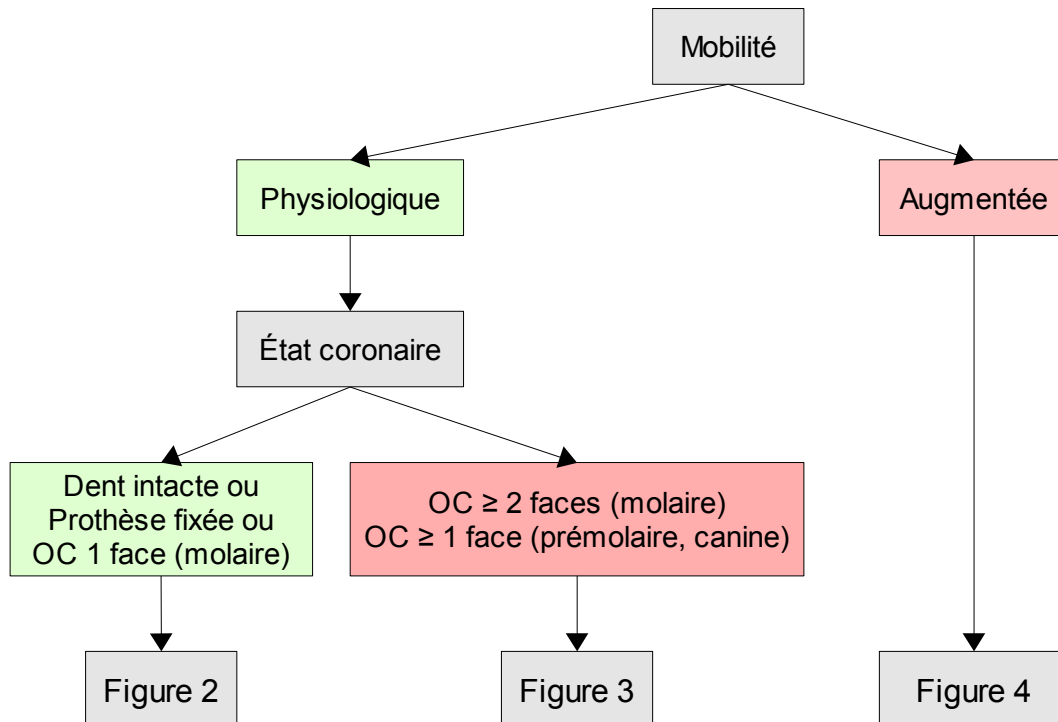 Mobilité
Physiologique
Augmentée
État coronaire
Dent intacte ou
Prothèse fixée ou
OC 1 face (molaire)
OC ≥ 2 faces (molaire)
OC ≥ 1 face (prémolaire, canine)
Figure 2
Figure 3
Figure 4